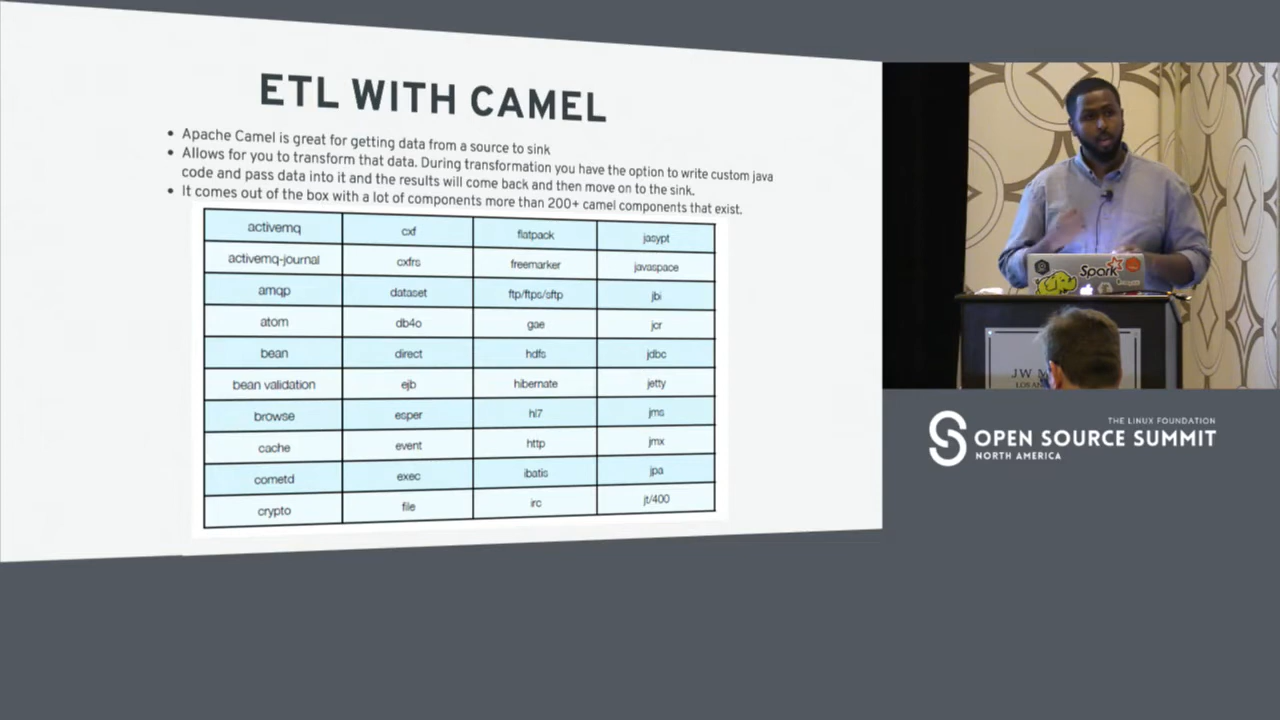 ETL WITH CAMEL
• Apache Camel is great for getting data from a source to sink
• Allows for you to transform that data. During transformation you have the option to write custom java
code and pass data into it and the results will come back and then move on to the sink.
• It comes out of the box with a lot of components more than 200+ camel components that exist.
activemq cxf flatpack jasypt
activemq-journal cxfrs freemarker javaspace
amqp dataset ftp/ftps/sftp jbi
atom db4o gae jcr
bean direct hdfs jdbc
bean validation ejb hibernate jetty
browse esper hl7 jms
cache event http jmx
cometd exec ibatis jpa
crypto file irc jt/400
Spark
JW M
THE LINUX FOUNDATION
OPEN SOURCE SUMMIT
NORTH AMERICA